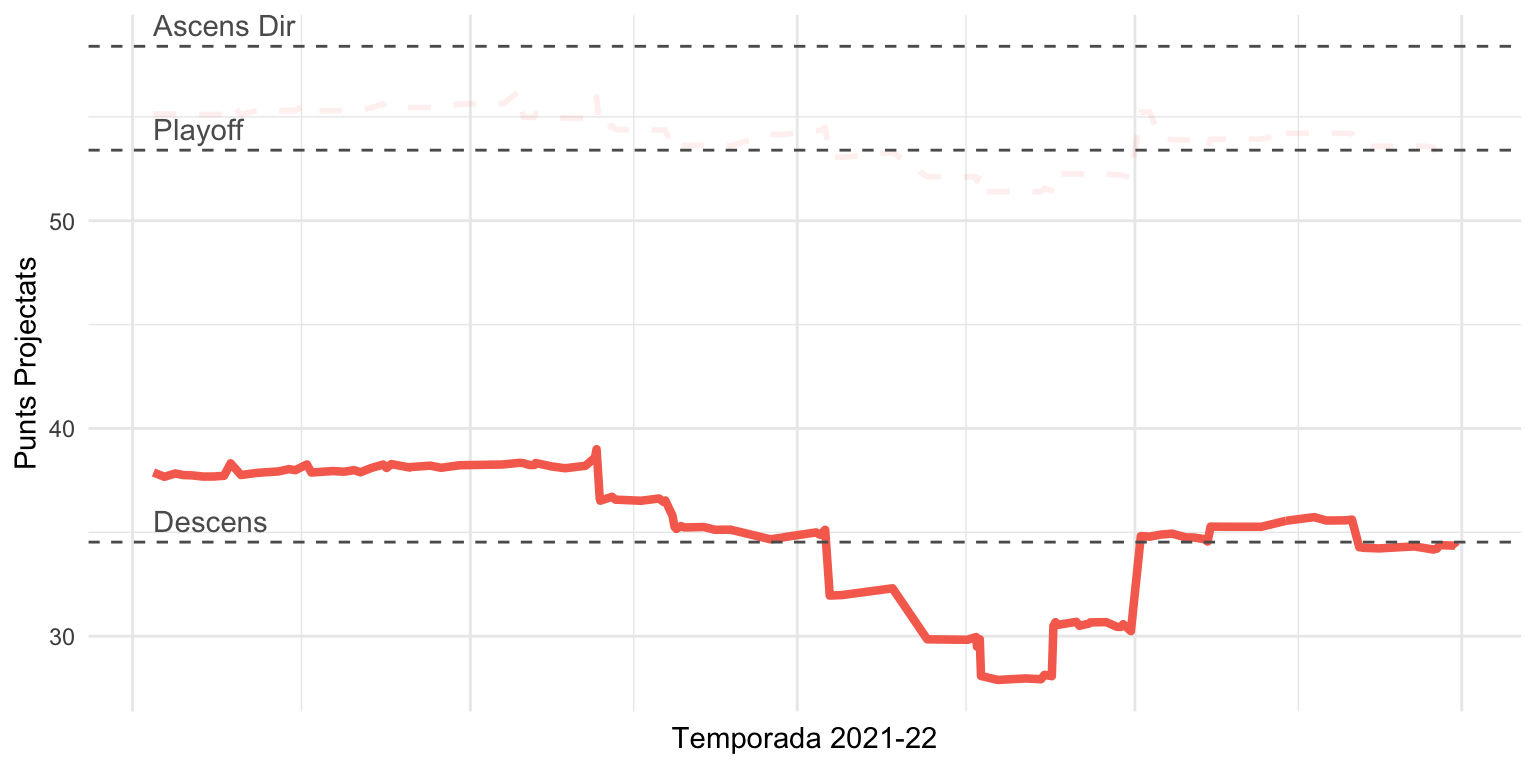 Ascens Dir
Playoff
50
40
Descens
30
Punts Projectats
Temporada 2021-22